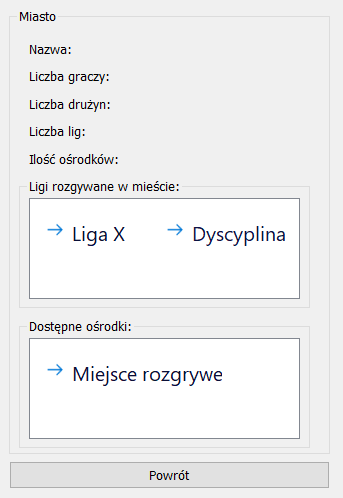 Miasto
Nazwa:
Liczba graczy:
Liczba drużyn:
Liczba lig:
Ilość ośrodków:
Ligi rozgywane w mieście:
Liga X Dyscyplina
Dostępne ośrodki:
Miejsce rozgrywe
Powrót